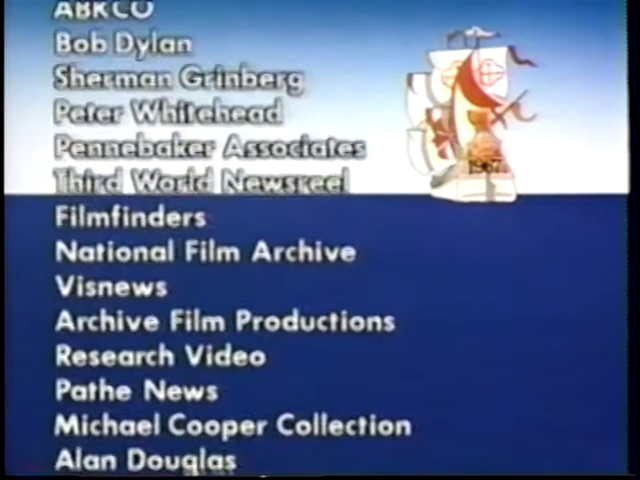 ABKCO
Bob Dylan
Sherman Grinberg
Peter Whitehead
Pennebaker Associates
Third World Newsreel
1967
Filmfinders
National Film Archive
Visnews
Archive Film Productions
Research Video
Pathe News
Michael Cooper Collection
Alan Douglas